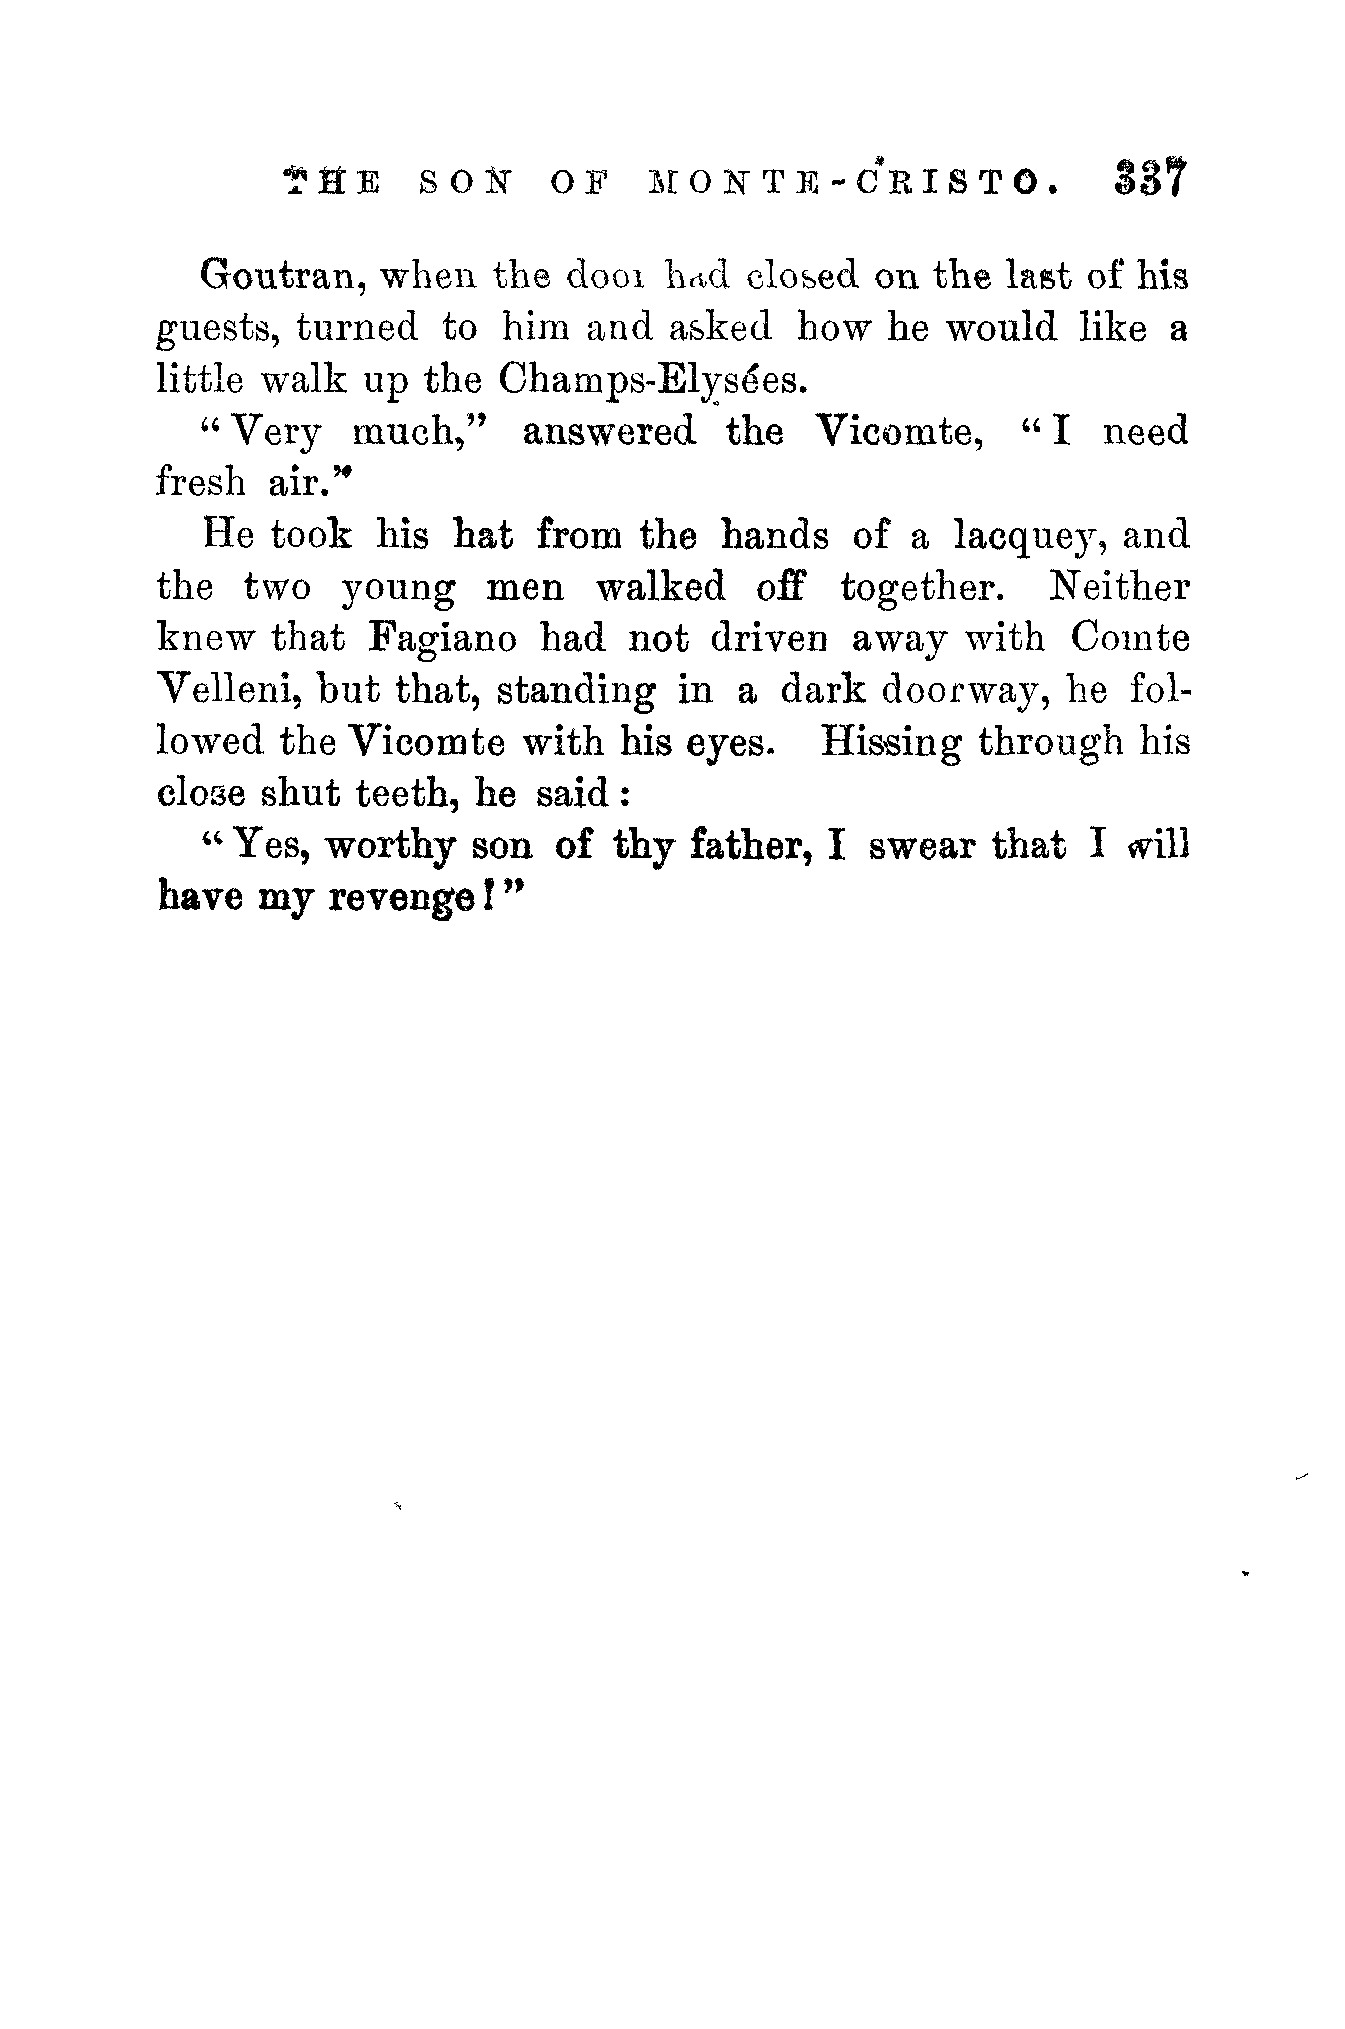 THE SON OF MONTE-CRISTO. 337
Goutran, when the door had closed on the last of his
guests, turned to him and asked how he would like a
little walk up the Champs-Elysées.
“Very much,” answered the Vicomte, “I need
fresh air.”
He took his hat from the hands of a lacquey, and
the two young men walked off together. Neither
knew that Fagiano had not driven away with Comte
Velleni, but that, standing in a dark doorway, he fol-
lowed the Vicomte with his eyes. Hissing through his
close shut teeth, he said:
“Yes, worthy son of thy father, I swear that I will
have my revenge!”